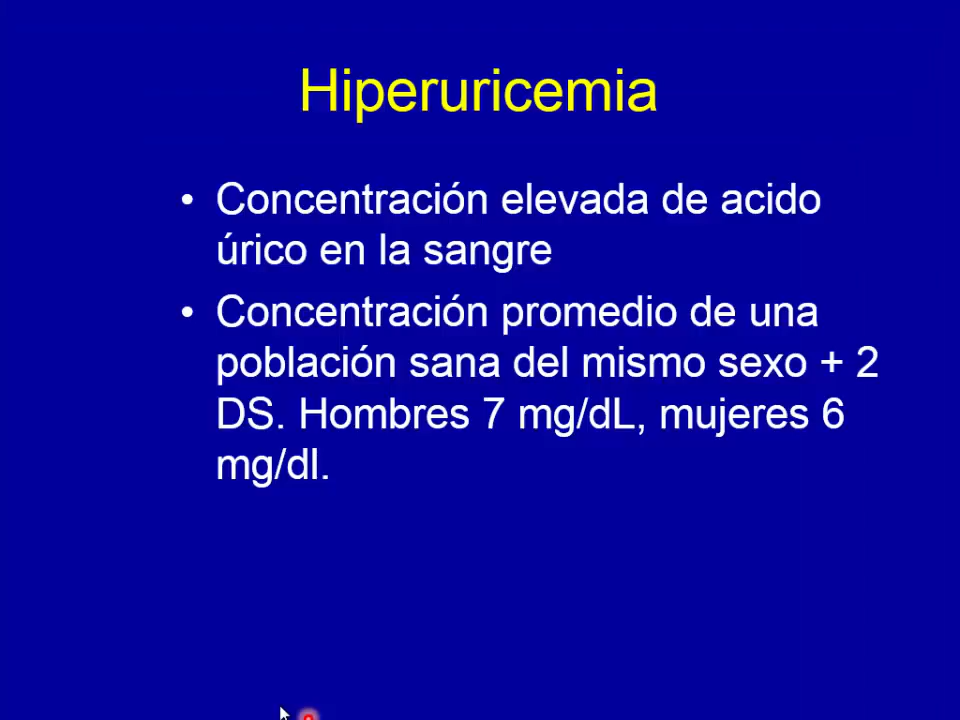 Hiperuricemia
• Concentración elevada de acido
úrico en la sangre
• Concentración promedio de una
población sana del mismo sexo + 2
DS. Hombres 7 mg/dL, mujeres 6
mg/dl.